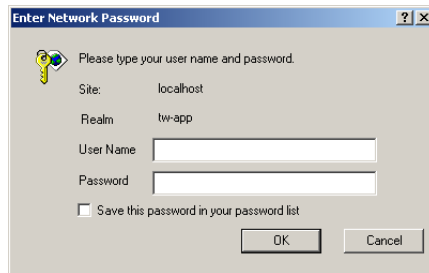 Enter Network Password
Please type your user name and password.
Site: localhost
Realm tw-app
User Name
Password
Save this password in your password list
OK Cancel